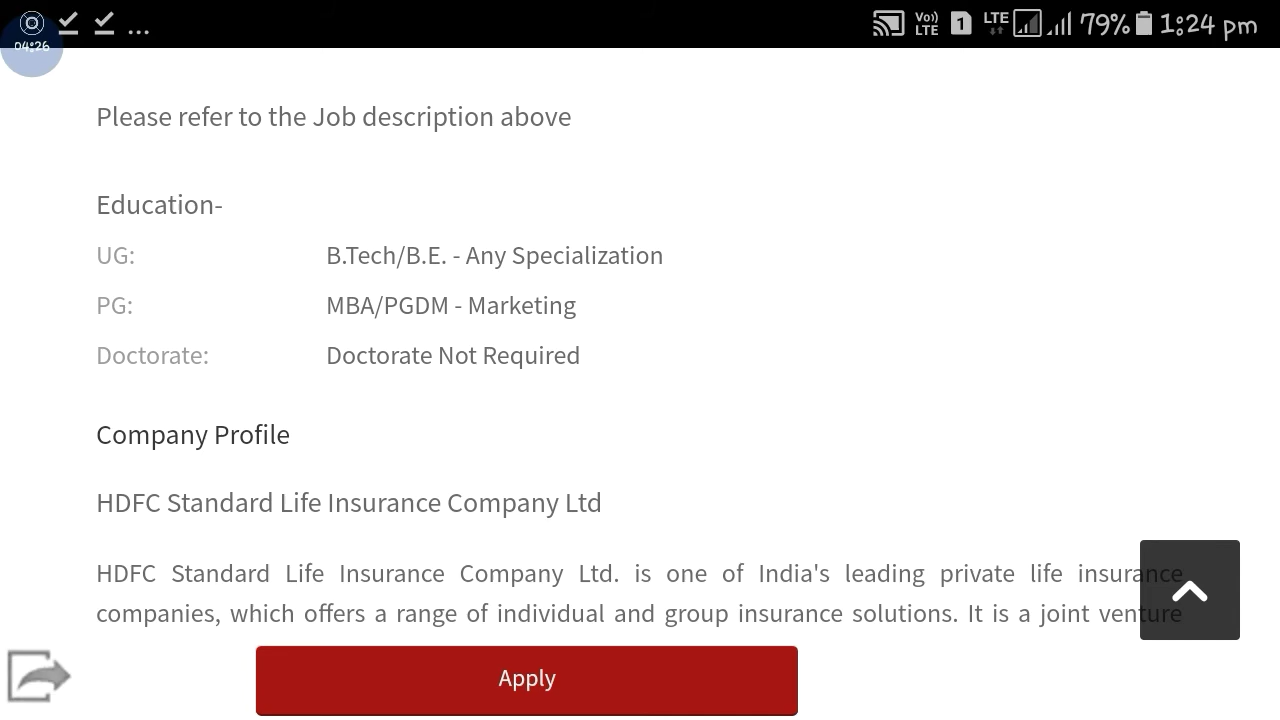 04:26
...
Vo) LTE 1 LTE 79% 1:24 pm
Please refer to the Job description above
Education-
UG: B.Tech/B.E. - Any Specialization
PG: MBA/PGDM - Marketing
Doctorate: Doctorate Not Required
Company Profile
HDFC Standard Life Insurance Company Ltd
HDFC Standard Life Insurance Company Ltd. is one of India's leading private life insurance
companies, which offers a range of individual and group insurance solutions. It is a joint venture
Apply